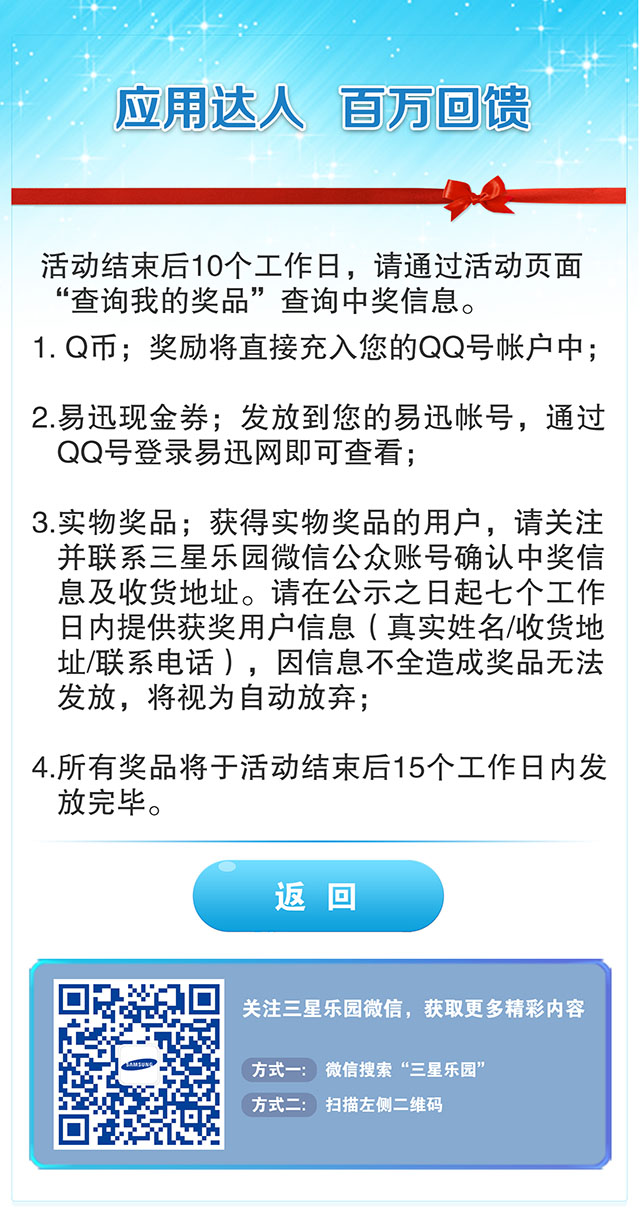 应用达人 百万回馈
活动结束后10个工作日，请通过活动页面
“查询我的奖品”查询中奖信息。
1. Q币；奖励将直接充入您的QQ号帐户中；
2.易迅现金券；发放到您的易迅帐号，通过
QQ号登录易迅网即可查看；
3.实物奖品；获得实物奖品的用户，请关注
并联系三星乐园微信公众账号确认中奖信
息及收货地址。请在公示之日起七个工作
日内提供获奖用户信息（真实姓名/收货地
址/联系电话），因信息不全造成奖品无法
发放，将视为自动放弃；
4.所有奖品将于活动结束后15个工作日内发
放完毕。
返 回
关注三星乐园微信，获取更多精彩内容
SAMSUNG
方式一： 微信搜索“三星乐园”
方式二： 扫描左侧二维码